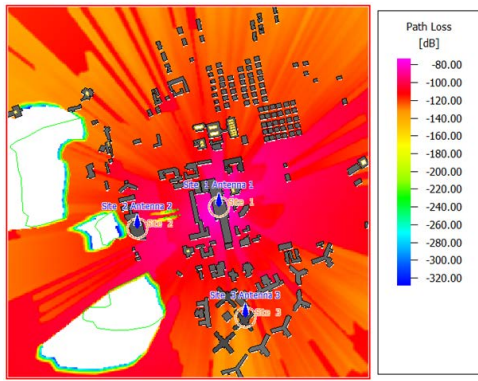 Path Loss
[dB]
-80.00
-100.00
-120.00
-140.00
-160.00
-180.00
-200.00
-220.00
-240.00
-260.00
-280.00
-300.00
-320.00
Site 1 Antenna 1
Site 1
Site 2 Antenna 2
Site 2
Site 3 Antenna 3
Site 3